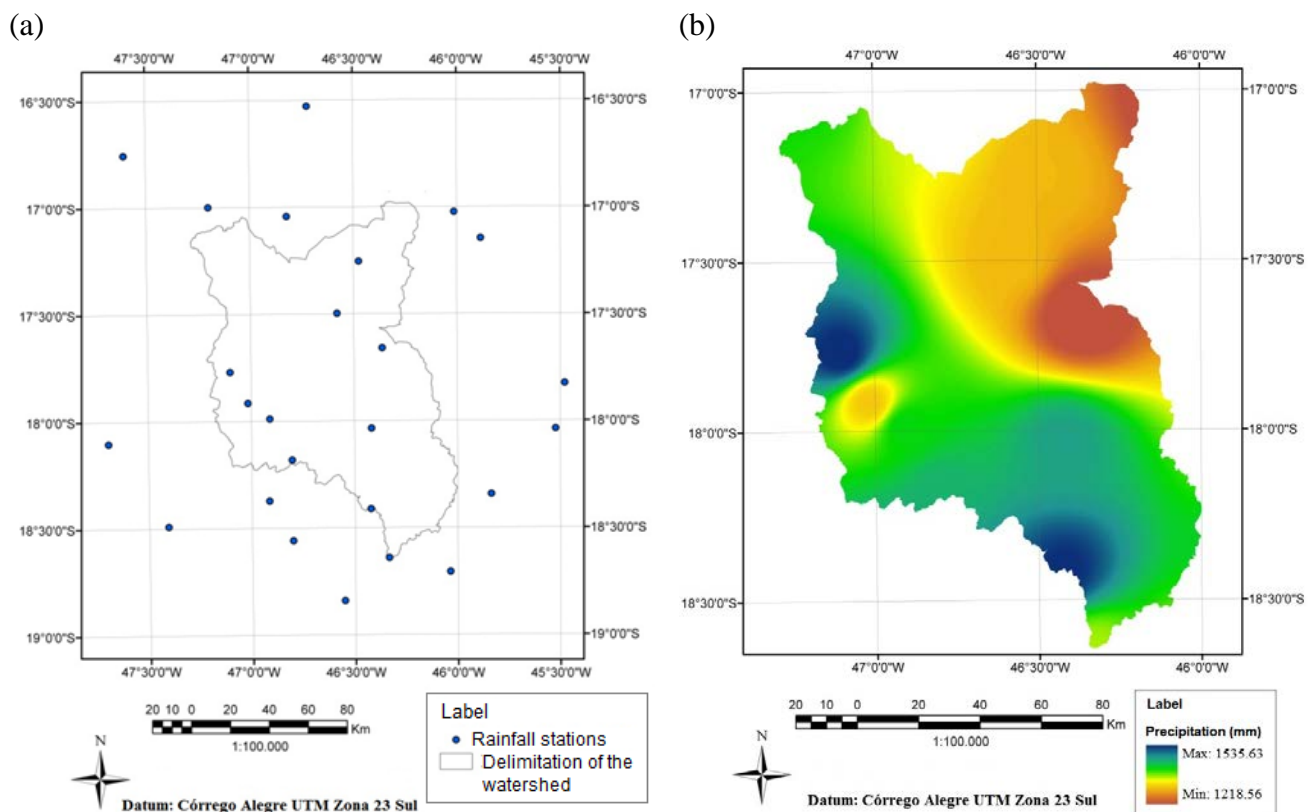 (a)
47°30'0"W 47°0'0"W 46°30'0"W 46°0'0"W 45°30'0"W
16°30'0"S 16°30'0"S
17°0'0"S 17°0'0"S
17°30'0"S 17°30'0"S
18°0'0"S 18°0'0"S
18°30'0"S 18°30'0"S
19°0'0"S 19°0'0"S
47°30'0"W 47°0'0"W 46°30'0"W 46°0'0"W 45°30'0"W
20 10 0 20 40 60 80
Km
1:100.000
N
Label
Rainfall stations
Delimitation of the
watershed
Datum: Córrego Alegre UTM Zona 23 Sul
(b)
47°0'0"W 46°30'0"W 46°0'0"W
17°0'0"S 17°0'0"S
17°30'0"S 17°30'0"S
18°0'0"S 18°0'0"S
18°30'0"S 18°30'0"S
47°0'0"W 46°30'0"W 46°0'0"W
20 10 0 20 40 60 80
Km
1:100.000
N
Label
Precipitation (mm)
Max: 1535.63
Min: 1218.56
Datum: Córrego Alegre UTM Zona 23 Sul